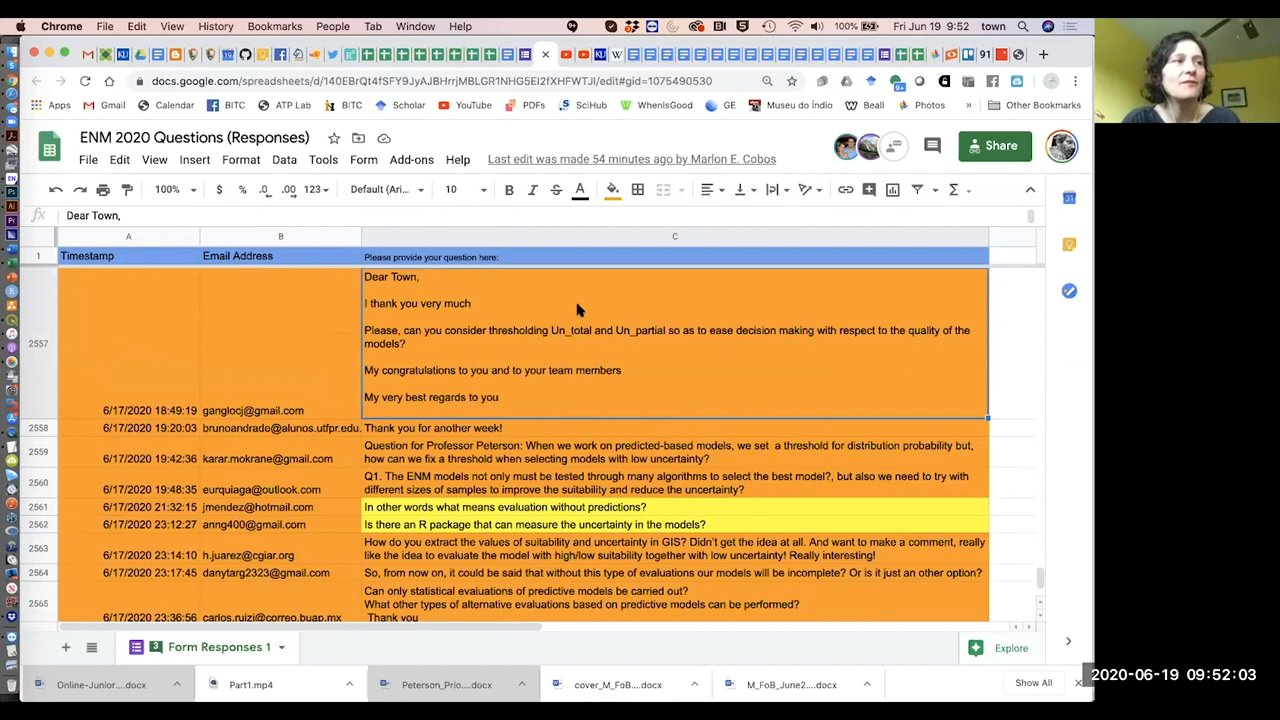 Chrome File Edit View History Bookmarks People Tab Window Help 100% Fri Jun 19 9:52 town
docs.google.com/spreadsheets/d/140EBrQt4fSFY9JyAJBHrrjMBLGR1NHG5EI2fXHFWTJI/edit#gid=1075490530
Apps Gmail Calendar BITC ATP Lab BITC Scholar YouTube PDFs SciHub WhenIsGood GE Museu do Índio Beall Photos » Other Bookmarks
ENM 2020 Questions (Responses)
File Edit View Insert Format Data Tools Form Add-ons Help Last edit was made 54 minutes ago by Marlon E. Cobos
Share
100% $ % .0 .00 123 Default (Ari... 10 B I S A
fx Dear Town,
A B C
1 Timestamp Email Address Please provide your question here:
Dear Town,
I thank you very much
Please, can you consider thresholding Un_total and Un_partial so as to ease decision making with respect to the quality of the
2557 models?
My congratulations to you and to your team members
My very best regards to you
6/17/2020 18:49:19 ganglocj@gmail.com
2558 6/17/2020 19:20:03 brunoandrade@alunos.utfpr.edu. Thank you for another week!
Question for Professor Peterson: When we work on predicted-based models, we set a threshold for distribution probability but,
2559 6/17/2020 19:42:36 karar.mokrane@gmail.com how can we fix a threshold when selecting models with low uncertainty?
Q1. The ENM models not only must be tested through many algorithms to select the best model?, but also we need to try with
2560 6/17/2020 19:48:35 eurquiaga@outlook.com different sizes of samples to improve the suitability and reduce the uncertainty?
2561 6/17/2020 21:32:15 jmendez@hotmail.com In other words what means evaluation without predictions?
2562 6/17/2020 23:12:27 anng400@gmail.com Is there an R package that can measure the uncertainty in the models?
How do you extract the values of suitability and uncertainty in GIS? Didn't get the idea at all. And want to make a comment, really
2563 6/17/2020 23:14:10 h.juarez@cgiar.org like the idea to evaluate the model with high/low suitability together with low uncertainty! Really interesting!
2564 6/17/2020 23:17:45 danytarg2323@gmail.com So, from now on, it could be said that without this type of evaluations our models will be incomplete? Or is it just an other option?
Can only statistical evaluations of predictive models be carried out?
2565 What other types of alternative evaluations based on predictive models can be performed?
6/17/2020 23:36:56 carlos.ruizi@correo.buap.mx Thank you
3 Form Responses 1 Explore
Online-Junior....docx Part1.mp4 Peterson_Prio....docx cover_M_FoB....docx M_FoB_June2....docx Show All
2020-06-19 09:52:03